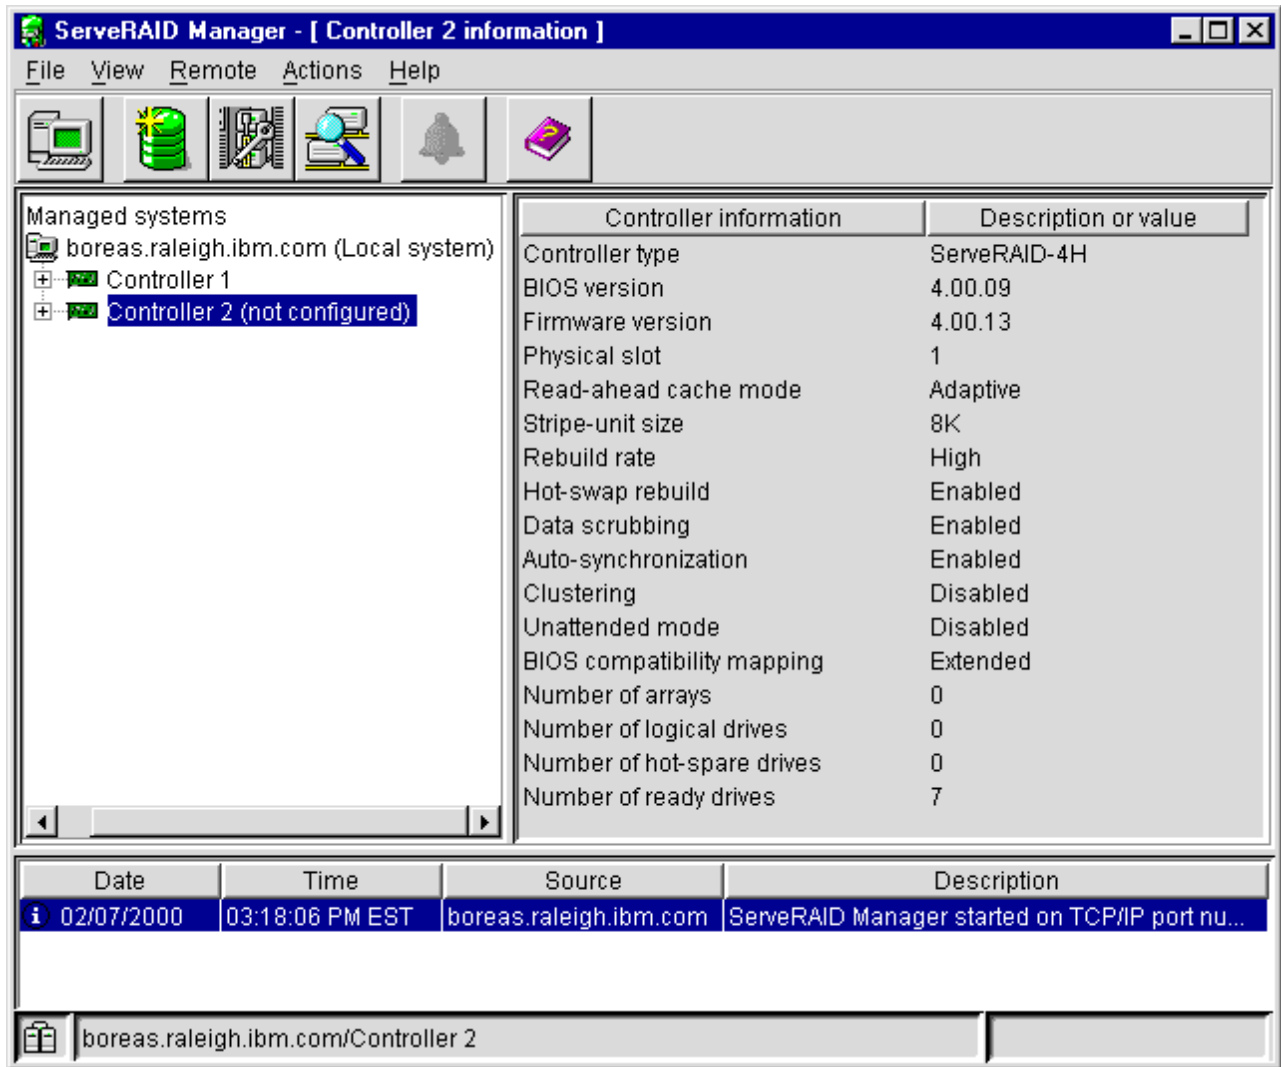 ServeRAID Manager - [ Controller 2 information ]
File View Remote Actions Help
Managed systems
boreas.raleigh.ibm.com (Local system)
Controller 1
Controller 2 (not configured)
Controller information Description or value
Controller type ServeRAID-4H
BIOS version 4.00.09
Firmware version 4.00.13
Physical slot 1
Read-ahead cache mode Adaptive
Stripe-unit size 8K
Rebuild rate High
Hot-swap rebuild Enabled
Data scrubbing Enabled
Auto-synchronization Enabled
Clustering Disabled
Unattended mode Disabled
BIOS compatibility mapping Extended
Number of arrays 0
Number of logical drives 0
Number of hot-spare drives 0
Number of ready drives 7
Date Time Source Description
02/07/2000 03:18:06 PM EST boreas.raleigh.ibm.com ServeRAID Manager started on TCP/IP port nu...
boreas.raleigh.ibm.com/Controller 2